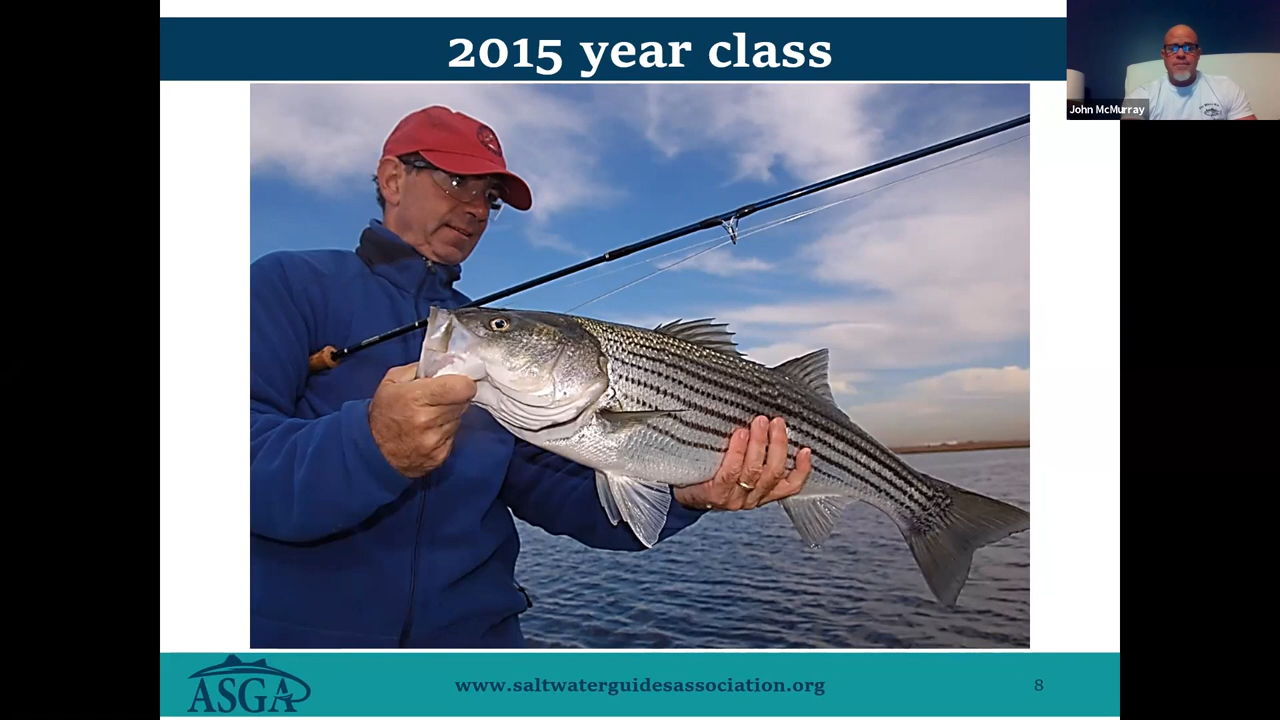 2015 year class
John McMurray
ASGA
www.saltwaterguidesassociation.org
8